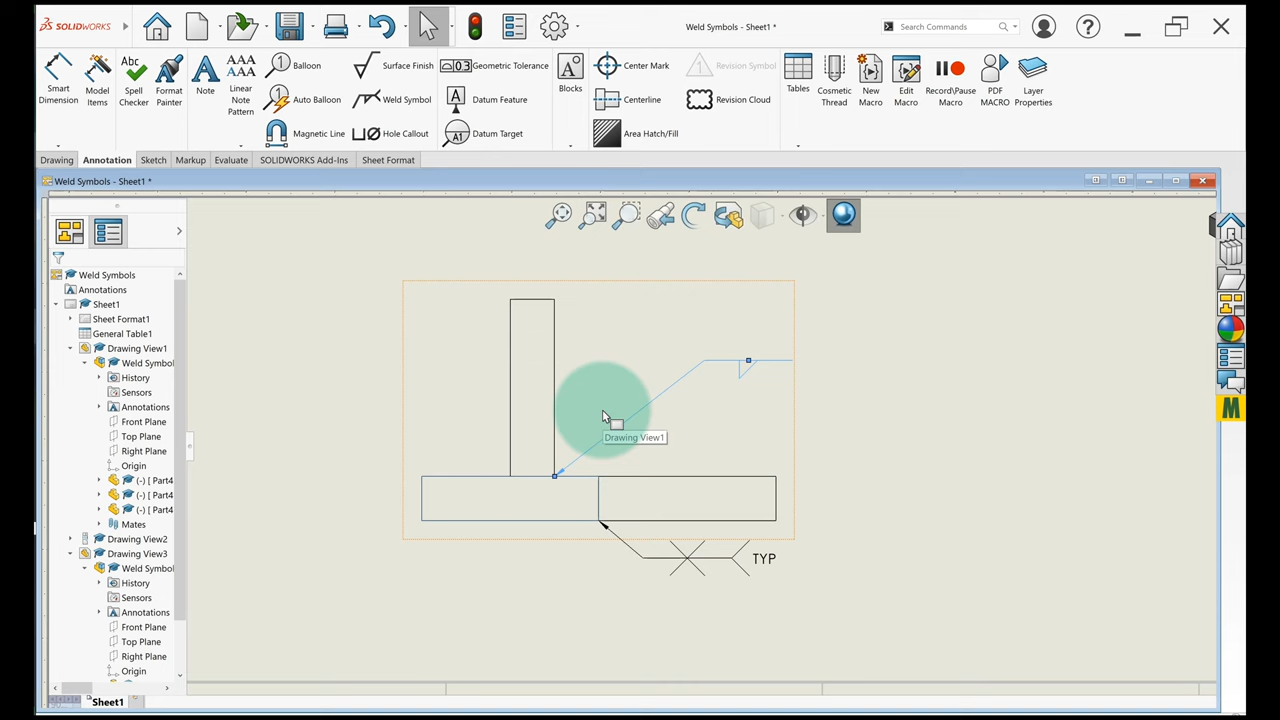 SOLIDWORKS
Weld Symbols - Sheet1 *
Search Commands
Smart Dimension
Model Items
Abc
Spell Checker
Format Painter
Note
Linear Note Pattern
Balloon
Auto Balloon
Magnetic Line
Surface Finish
Weld Symbol
Hole Callout
Geometric Tolerance
Datum Feature
Datum Target
Blocks
Center Mark
Centerline
Area Hatch/Fill
Revision Symbol
Revision Cloud
Tables
Cosmetic Thread
New Macro
Edit Macro
Record\Pause Macro
PDF MACRO
Layer Properties
Drawing
Annotation
Sketch
Markup
Evaluate
SOLIDWORKS Add-Ins
Sheet Format
Weld Symbols - Sheet1 *
Weld Symbols
Annotations
Sheet1
Sheet Format1
General Table1
Drawing View1
Weld Symbol
History
Sensors
Annotations
Front Plane
Top Plane
Right Plane
Origin
(-) [ Part4
(-) [ Part4
(-) [ Part4
Mates
Drawing View2
Drawing View3
Weld Symbol
History
Sensors
Annotations
Front Plane
Top Plane
Right Plane
Origin
Drawing View1
TYP
Sheet1